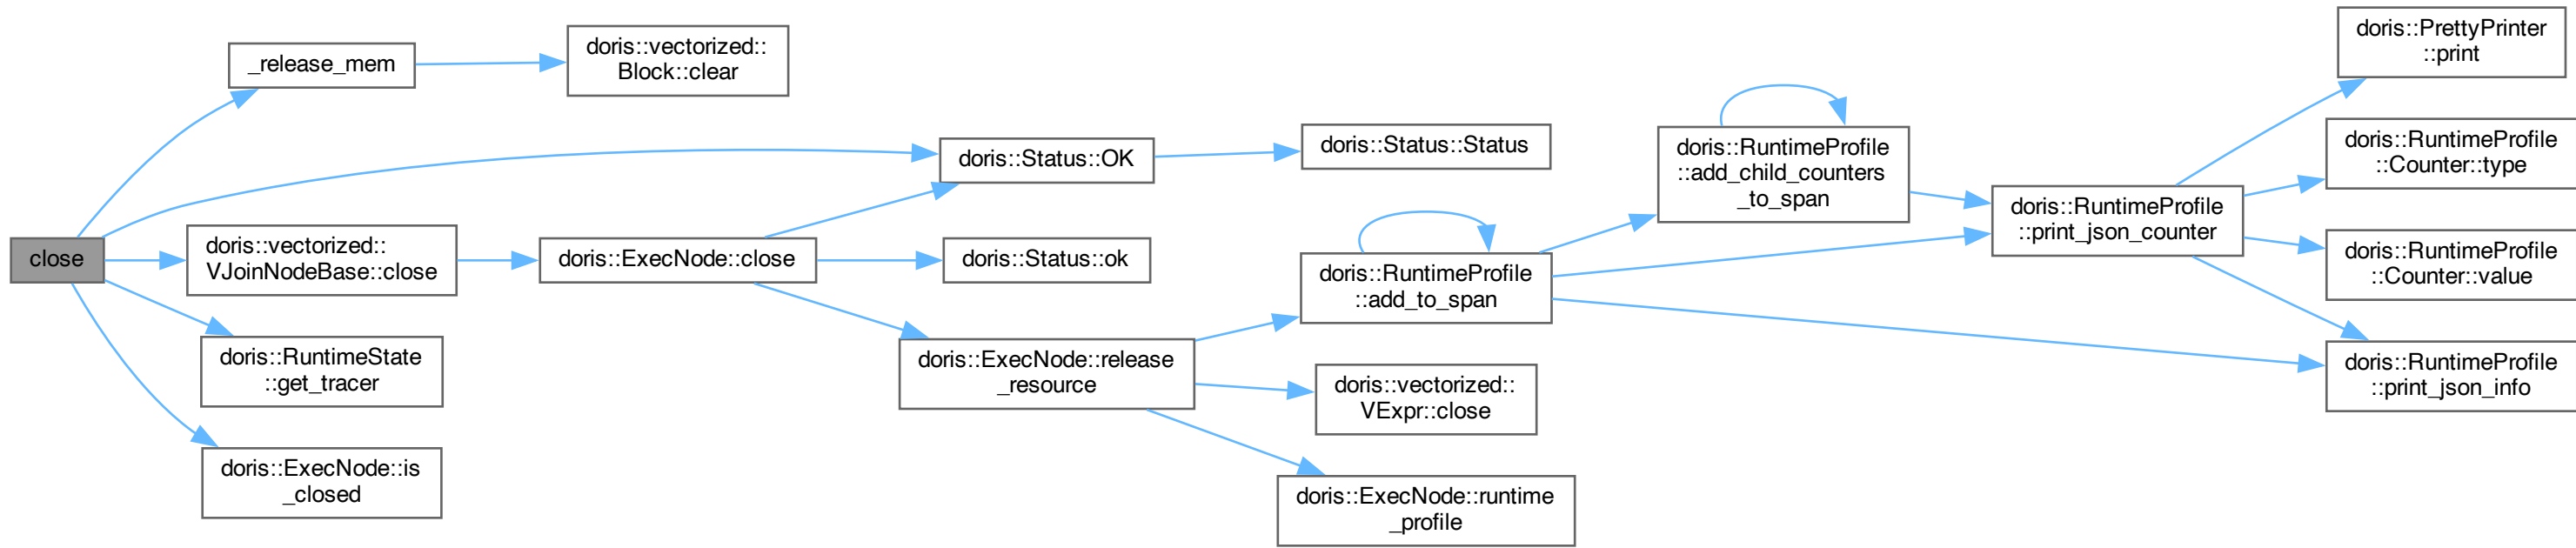 close
_release_mem
doris::vectorized::
Block::clear
doris::Status::OK
doris::Status::Status
doris::vectorized::
VJoinNodeBase::close
doris::ExecNode::close
doris::Status::ok
doris::RuntimeState
::get_tracer
doris::ExecNode::is
_closed
doris::ExecNode::release
_resource
doris::RuntimeProfile
::add_to_span
doris::vectorized::
VExpr::close
doris::ExecNode::runtime
_profile
doris::RuntimeProfile
::add_child_counters
_to_span
doris::RuntimeProfile
::print_json_counter
doris::PrettyPrinter
::print
doris::RuntimeProfile
::Counter::type
doris::RuntimeProfile
::Counter::value
doris::RuntimeProfile
::print_json_info